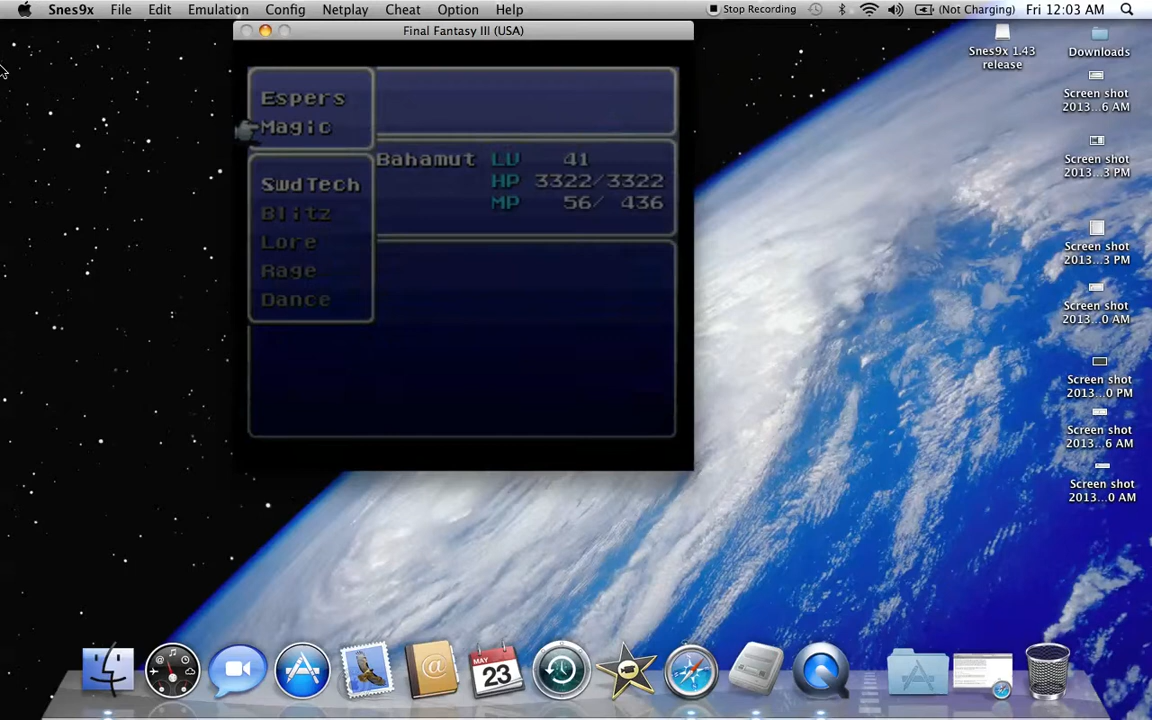 Snes9x File Edit Emulation Config Netplay Cheat Option Help Stop Recording (Not Charging) Fri 12:03 AM
Final Fantasy III (USA)
Espers
Magic
SwdTech
Blitz
Lore
Rage
Dance
Bahamut LV 41
HP 3322/3322
MP 56/ 436
Snes9x 1.43
release
Downloads
Screen shot
2013...6 AM
Screen shot
2013...3 PM
Screen shot
2013...3 PM
Screen shot
2013...0 AM
Screen shot
2013...0 PM
Screen shot
2013...6 AM
Screen shot
2013...0 AM
MAY
23